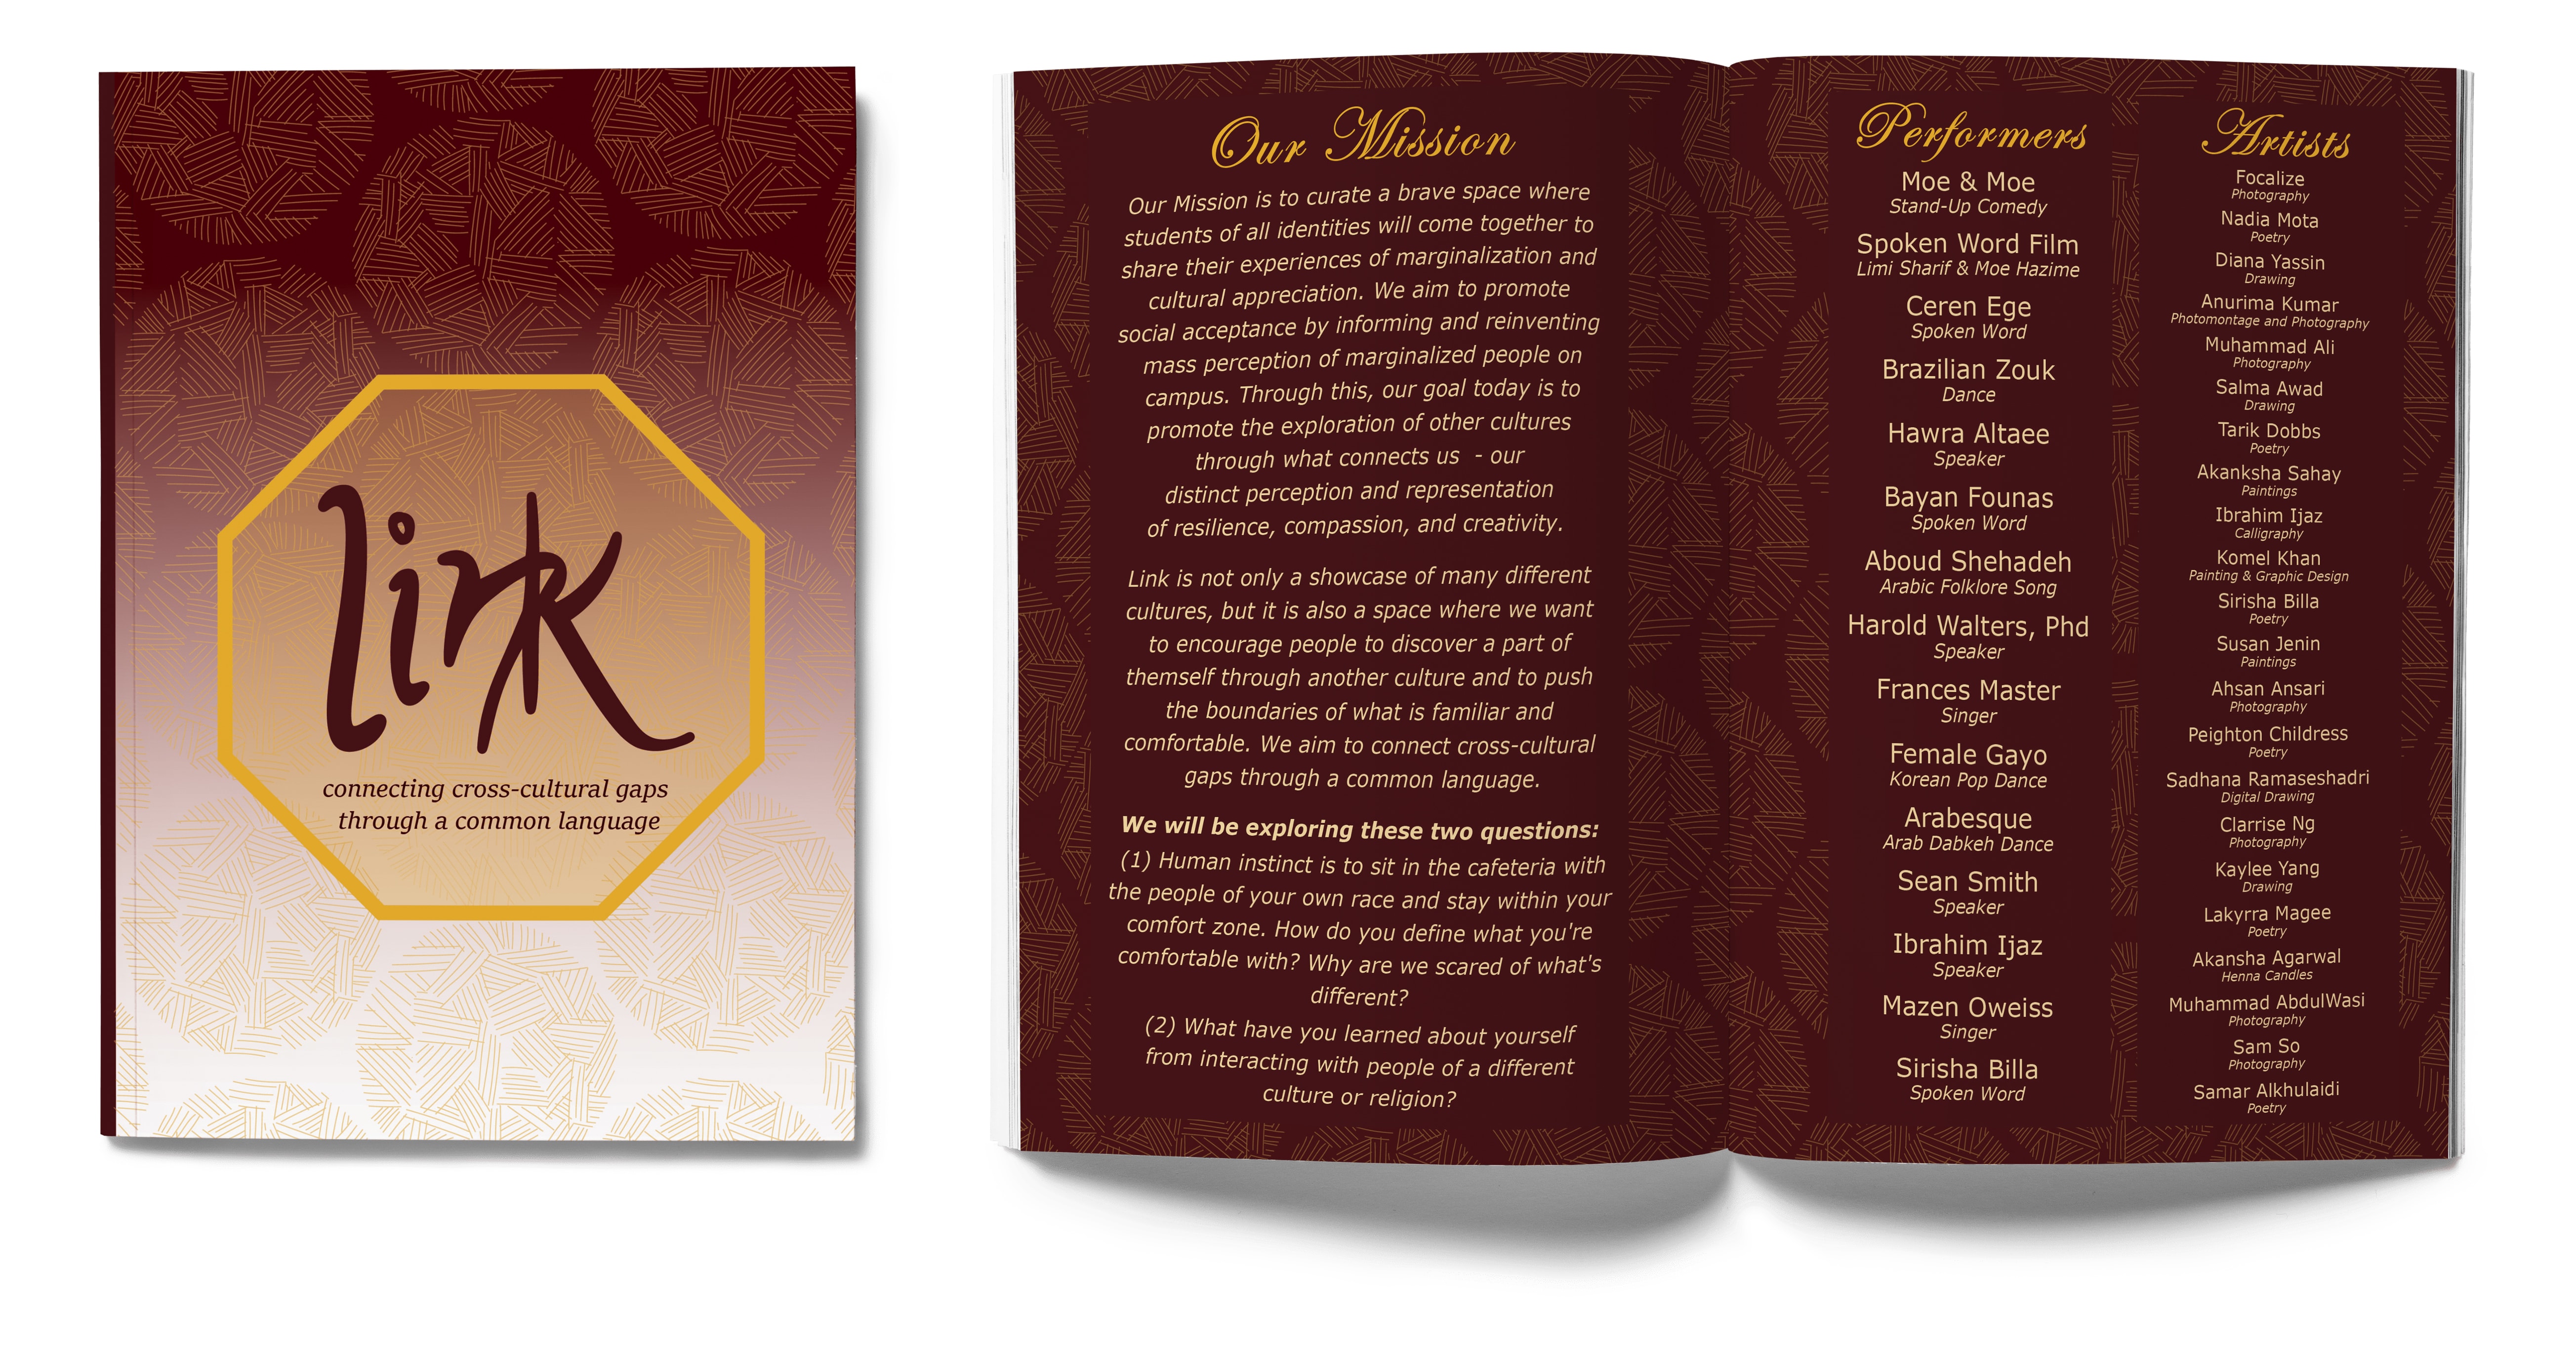 link
connecting cross-cultural gaps
through a common language
Our Mission
Our Mission is to curate a brave space where
students of all identities will come together to
share their experiences of marginalization and
cultural appreciation. We aim to promote
social acceptance by informing and reinventing
mass perception of marginalized people on
campus. Through this, our goal today is to
promote the exploration of other cultures
through what connects us - our
distinct perception and representation
of resilience, compassion, and creativity.
Link is not only a showcase of many different
cultures, but it is also a space where we want
to encourage people to discover a part of
themself through another culture and to push
the boundaries of what is familiar and
comfortable. We aim to connect cross-cultural
gaps through a common language.
We will be exploring these two questions:
(1) Human instinct is to sit in the cafeteria with
the people of your own race and stay within your
comfort zone. How do you define what you're
comfortable with? Why are we scared of what's
different?
(2) What have you learned about yourself
from interacting with people of a different
culture or religion?
Performers
Moe & Moe
Stand-Up Comedy
Spoken Word Film
Limi Sharif & Moe Hazime
Ceren Ege
Spoken Word
Brazilian Zouk
Dance
Hawra Altaee
Speaker
Bayan Founas
Spoken Word
Aboud Shehadeh
Arabic Folklore Song
Harold Walters, Phd
Speaker
Frances Master
Singer
Female Gayo
Korean Pop Dance
Arabesque
Arab Dabkeh Dance
Sean Smith
Speaker
Ibrahim Ijaz
Speaker
Mazen Oweiss
Singer
Sirisha Billa
Spoken Word
Artists
Focalize
Photography
Nadia Mota
Poetry
Diana Yassin
Drawing
Anurima Kumar
Photomontage and Photography
Muhammad Ali
Photography
Salma Awad
Drawing
Tarik Dobbs
Poetry
Akanksha Sahay
Paintings
Ibrahim Ijaz
Calligraphy
Komel Khan
Painting & Graphic Design
Sirisha Billa
Poetry
Susan Jenin
Paintings
Ahsan Ansari
Photography
Peighton Childress
Poetry
Sadhana Ramaseshadri
Digital Drawing
Clarrise Ng
Photography
Kaylee Yang
Drawing
Lakyrra Magee
Poetry
Akansha Agarwal
Henna Candles
Muhammad AbdulWasi
Photography
Sam So
Photography
Samar Alkhulaidi
Poetry